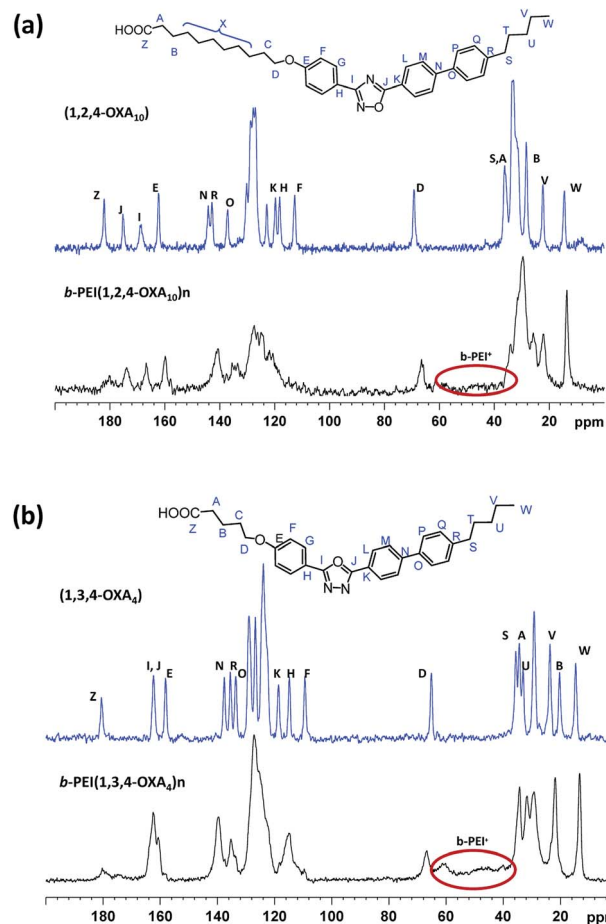 (a)
X
V
A
C
T
W
HOOC
F
P
Q
U
Z
B
O
G
L
M
R
S
E
N
D
N
O
I
J
K
H
N-O
(1,2,4-OXA10)
E
S,A
B
Z
N R
K H
F
D
V
J
O
W
I
b-PEI(1,2,4-OXA10)n
b-PEI+
180 160 140 120 100 80 60 40 20 0 ppm
(b)
V
A
C
T
W
HOOC
F
P
Q
U
Z
M
B
E
G
L
R
S
D
O
N
O
O
I
J
K
H
N-N
(1,3,4-OXA4)
S A V
I, J
E
N R
U
B
W
O
K H F
D
Z
b-PEI(1,3,4-OXA4)n
b-PEI+
180 160 140 120 100 80 60 40 20 ppm